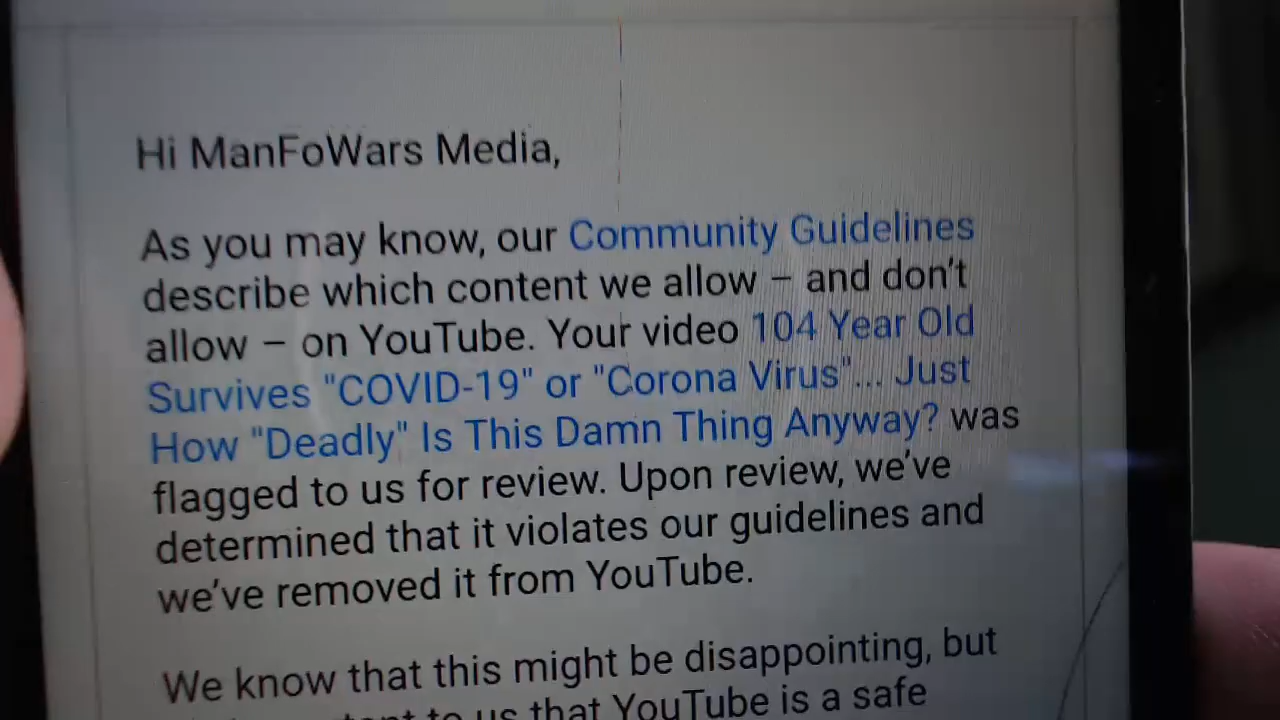 Hi ManFoWars Media,
As you may know, our Community Guidelines
describe which content we allow – and don't
allow – on YouTube. Your video 104 Year Old
Survives "COVID-19" or "Corona Virus"... Just
How "Deadly" Is This Damn Thing Anyway? was
flagged to us for review. Upon review, we've
determined that it violates our guidelines and
we've removed it from YouTube.
We know that this might be disappointing, but
to us that YouTube is a safe